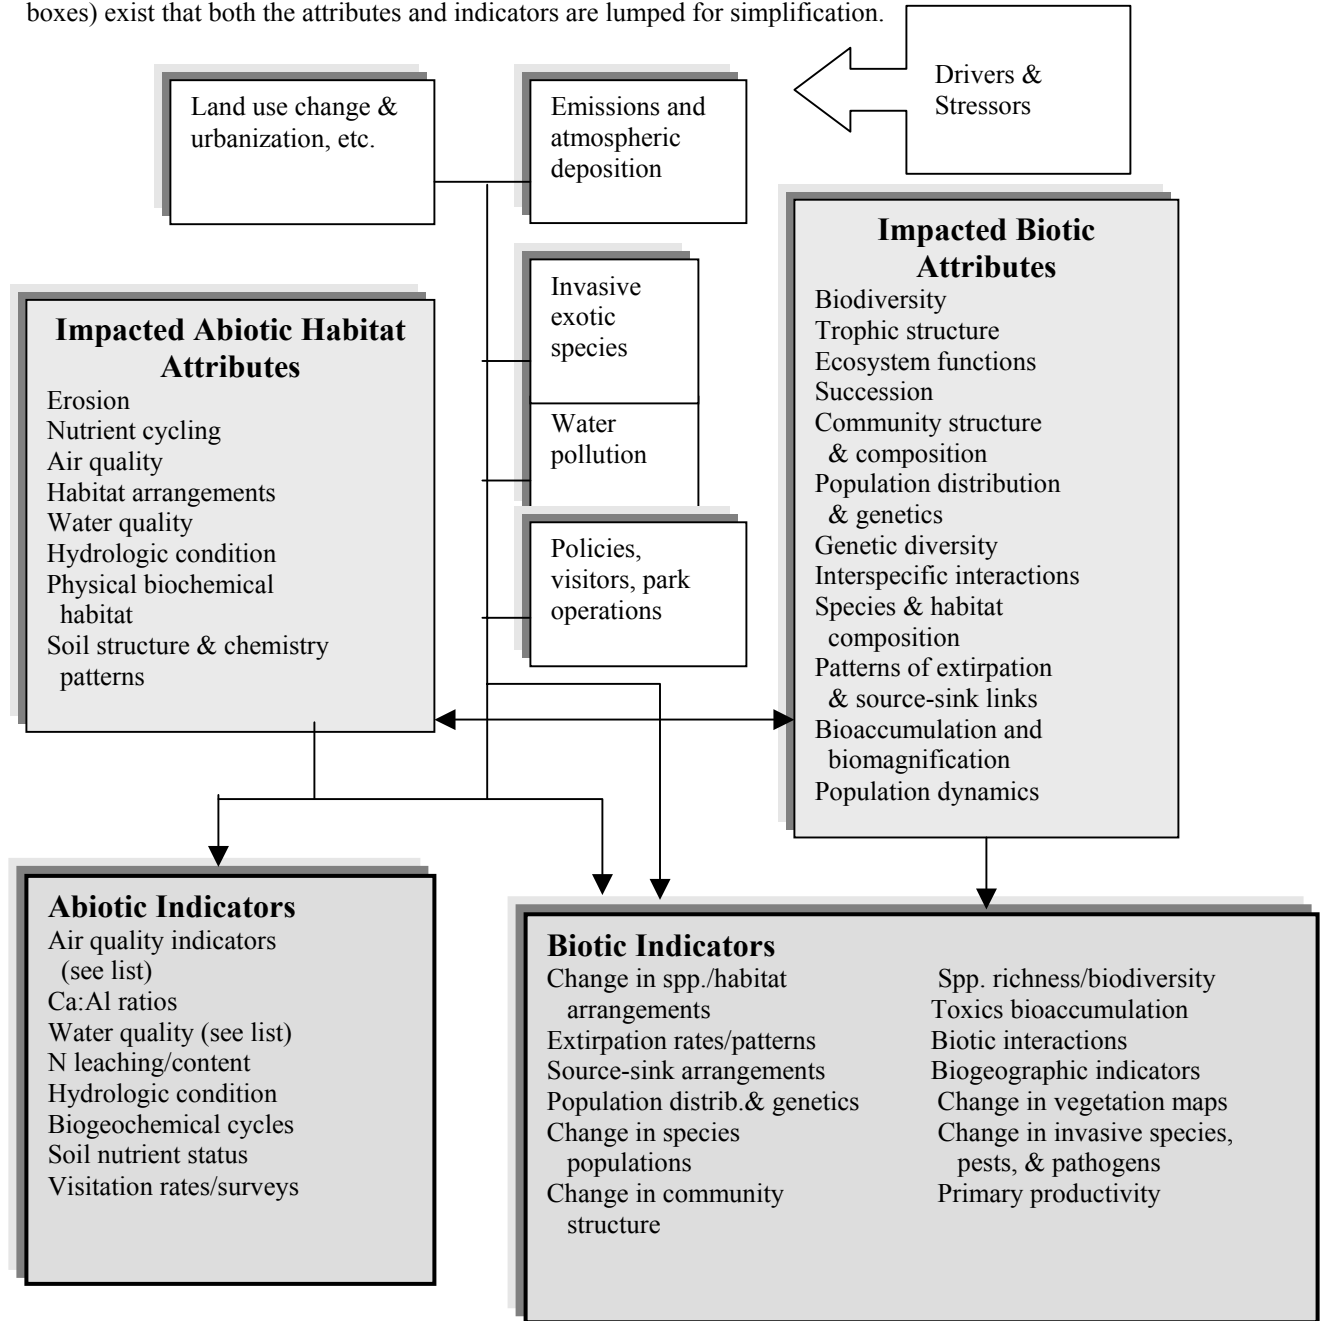 boxes) exist that both the attributes and indicators are lumped for simplification.
Drivers &
Stressors
Land use change &
urbanization, etc.
Emissions and
atmospheric
deposition
Impacted Biotic
Attributes
Biodiversity
Trophic structure
Ecosystem functions
Succession
Community structure
& composition
Population distribution
& genetics
Genetic diversity
Interspecific interactions
Species & habitat
composition
Patterns of extirpation
& source-sink links
Bioaccumulation and
biomagnification
Population dynamics
Invasive
exotic
species
Water
pollution
Policies,
visitors, park
operations
Impacted Abiotic Habitat
Attributes
Erosion
Nutrient cycling
Air quality
Habitat arrangements
Water quality
Hydrologic condition
Physical biochemical
habitat
Soil structure & chemistry
patterns
Abiotic Indicators
Air quality indicators
(see list)
Ca:Al ratios
Water quality (see list)
N leaching/content
Hydrologic condition
Biogeochemical cycles
Soil nutrient status
Visitation rates/surveys
Biotic Indicators
Change in spp./habitat
arrangements
Extirpation rates/patterns
Source-sink arrangements
Population distrib.& genetics
Change in species
populations
Change in community
structure
Spp. richness/biodiversity
Toxics bioaccumulation
Biotic interactions
Biogeographic indicators
Change in vegetation maps
Change in invasive species,
pests, & pathogens
Primary productivity